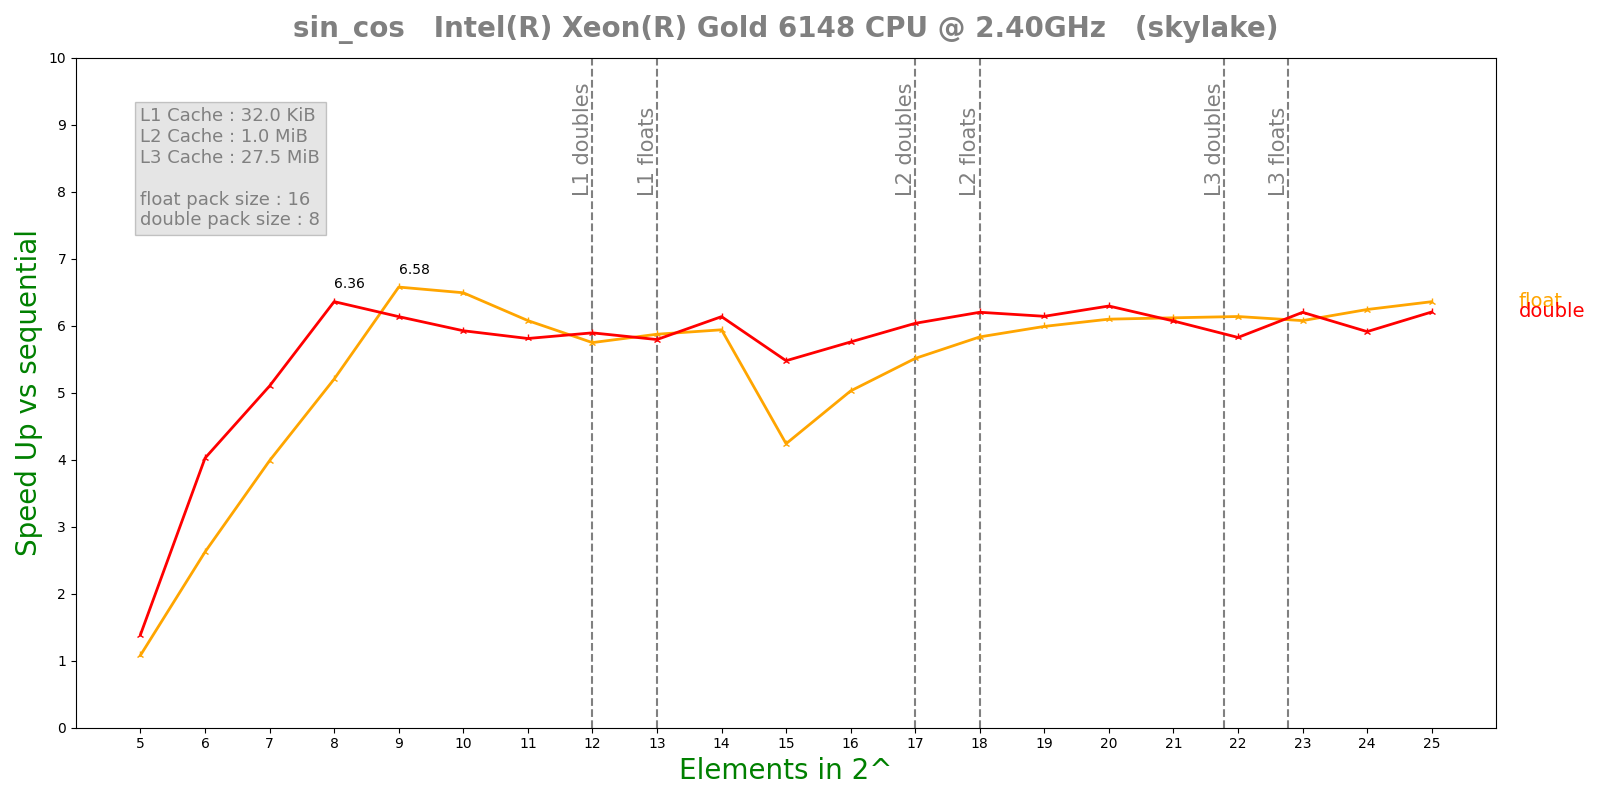 sin_cos   Intel(R) Xeon(R) Gold 6148 CPU @ 2.40GHz   (skylake)
10
9
8
7
6
5
4
3
2
1
0
Speed Up vs sequential
L1 Cache : 32.0 KiB
L2 Cache : 1.0 MiB
L3 Cache : 27.5 MiB
float pack size : 16
double pack size : 8
6.36
6.58
L1 doubles
L1 floats
L2 doubles
L2 floats
L3 doubles
L3 floats
float
double
5 6 7 8 9 10 11 12 13 14 15 16 17 18 19 20 21 22 23 24 25
Elements in 2^